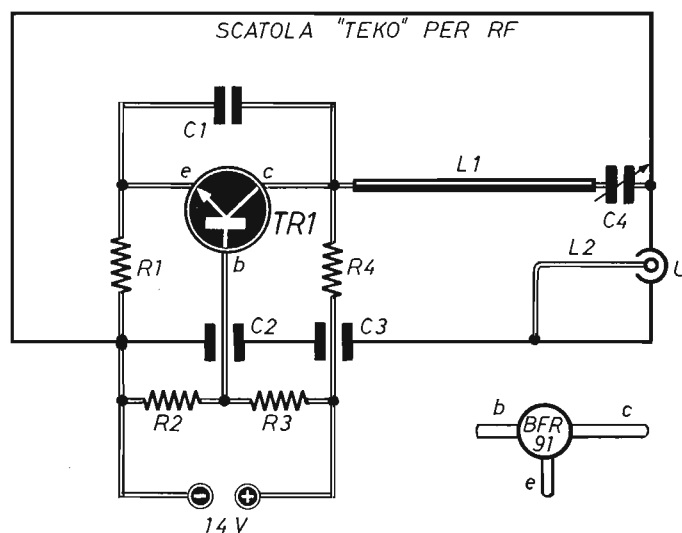 SCATOLA "TEKO" PER RF
C1
e
c
TR1
L1
C4
L2
U
R1
b
R4
C2
C3
R2
R3
b
BFR
91
c
e
14 V